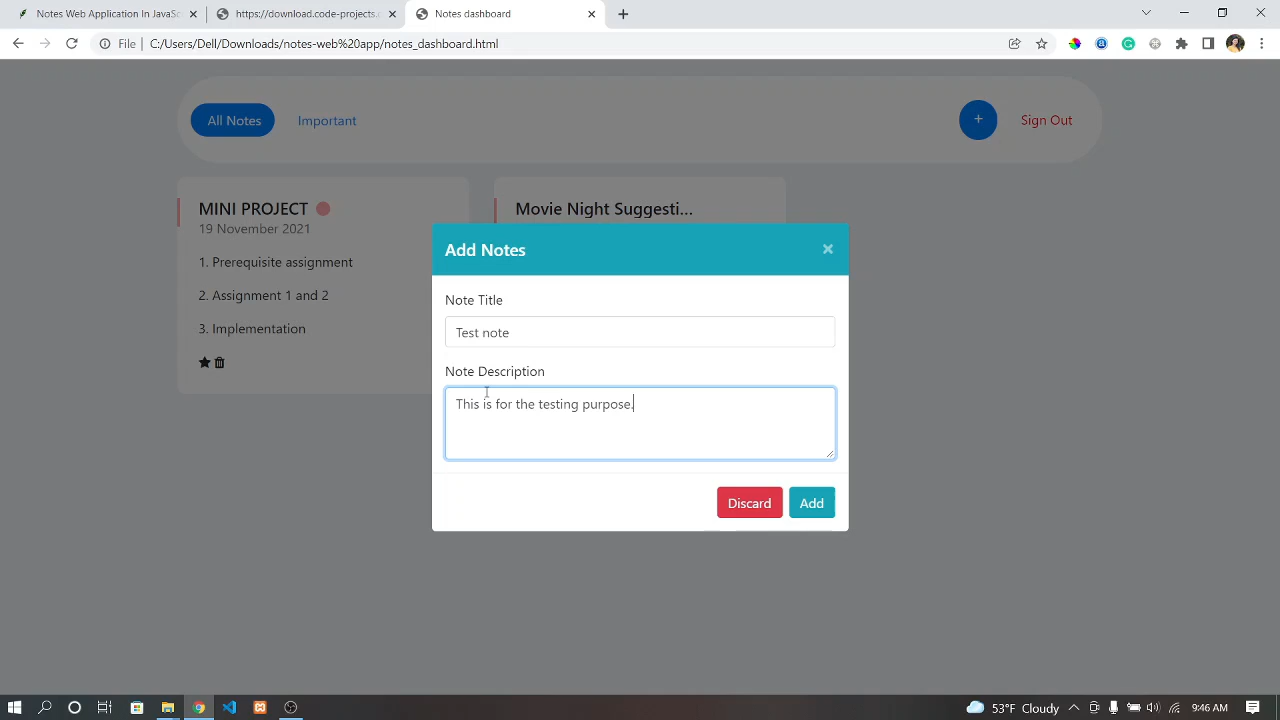 Notes Web Application In JavaSc
https://download.code-projects.o
Notes dashboard
File | C:/Users/Dell/Downloads/notes-web%20app/notes_dashboard.html
All Notes
Important
+
Sign Out
MINI PROJECT
19 November 2021
1. Prerequisite assignment
2. Assignment 1 and 2
3. Implementation
Movie Night Suggesti...
Add Notes
×
Note Title
Test note
Note Description
This is for the testing purpose.
Discard
Add
53°F Cloudy
9:46 AM